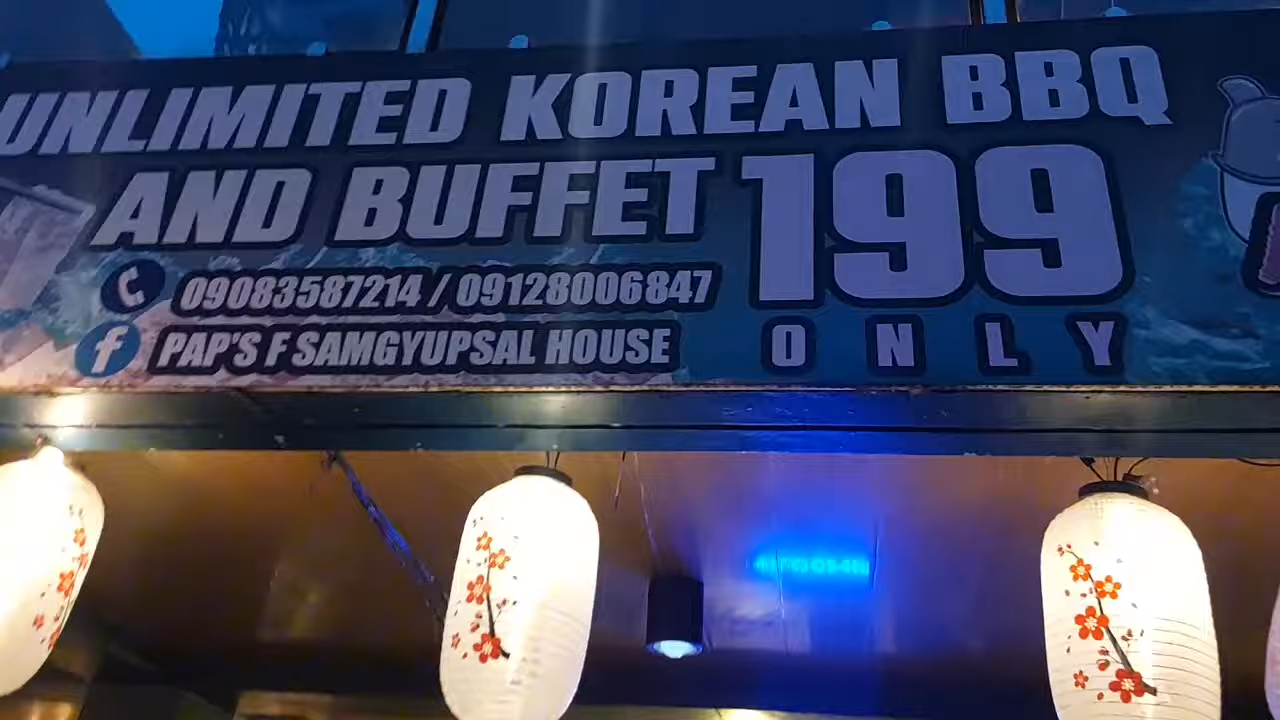 UNLIMITED KOREAN BBQ
AND BUFFET 199
ONLY
09083587214 / 09128006847
f PAP'S F SAMGYUPSAL HOUSE